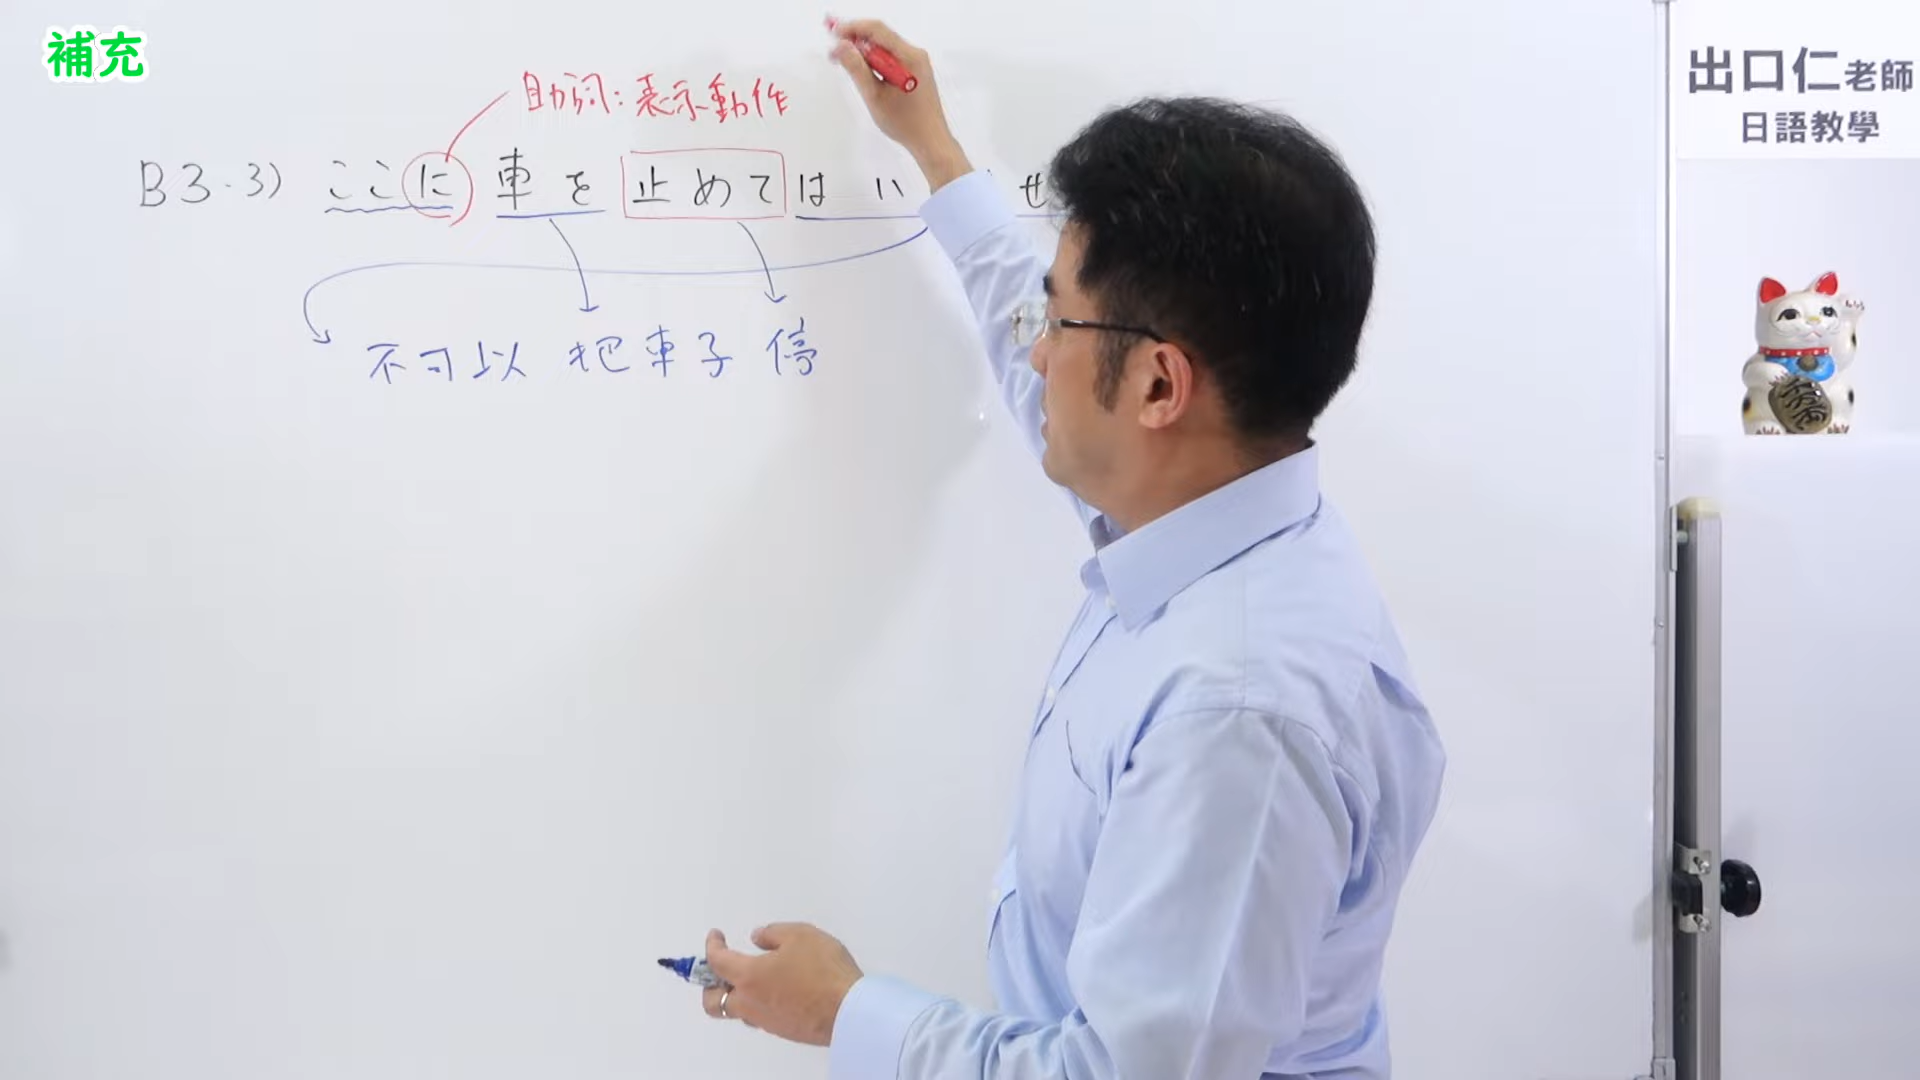 補充
出口仁老師
日語教學
助詞:表示動作
B3.3) ここに 車を 止めては い せ
不可以 把車子 停